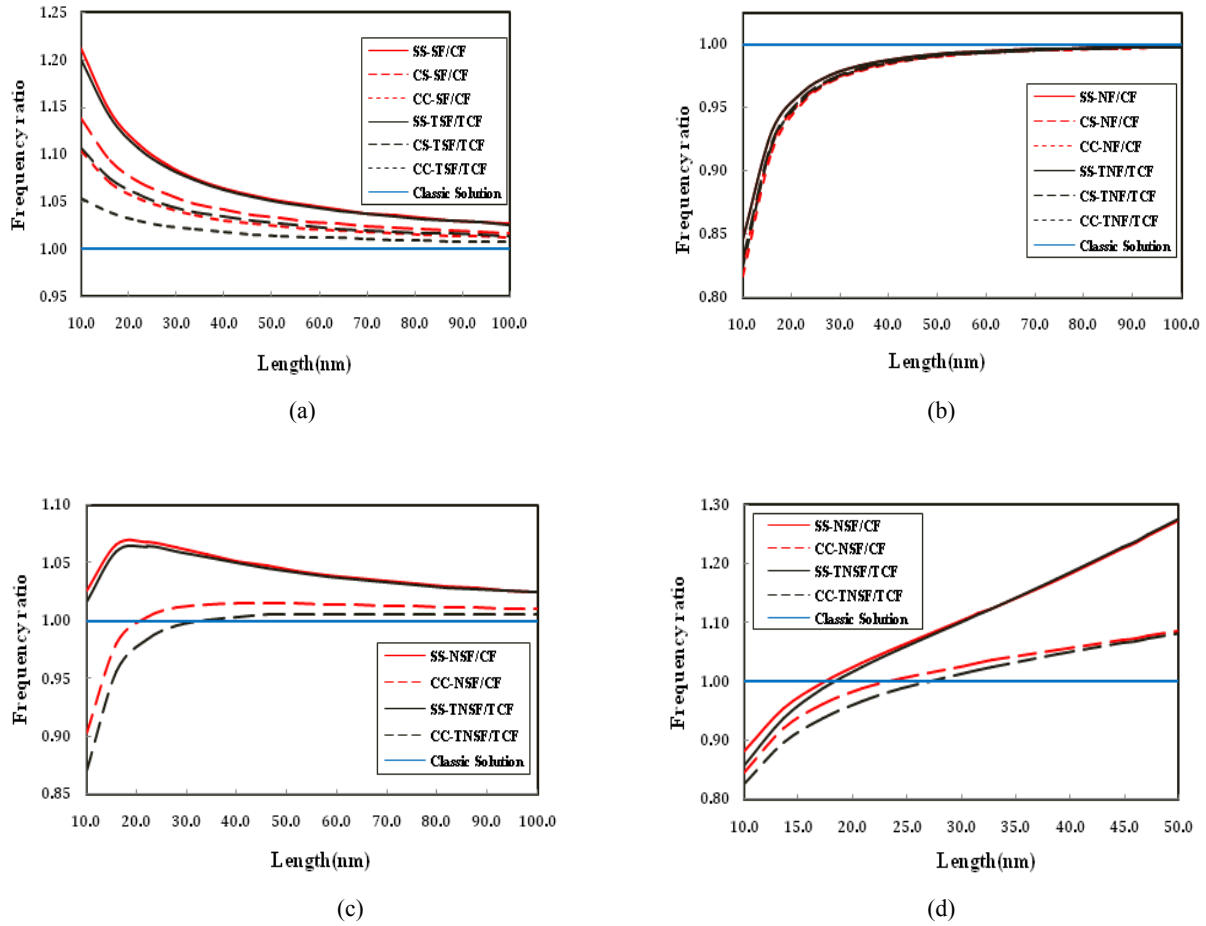 1.25
1.20
1.15
1.10
1.05
1.00
0.95
Frequency ratio
SS-SF/CF
CS-SF/CF
CC-SF/CF
SS-TSF/TCF
CS-TSF/TCF
CC-TSF/TCF
Classic Solution
10.0 20.0 30.0 40.0 50.0 60.0 70.0 80.0 90.0 100.0
Length(nm)
(a)
1.00
0.95
0.90
0.85
0.80
Frequency ratio
SS-NF/CF
CS-NF/CF
CC-NF/CF
SS-TNF/TCF
CS-TNF/TCF
CC-TNF/TCF
Classic Solution
10.0 20.0 30.0 40.0 50.0 60.0 70.0 80.0 90.0 100.0
Length(nm)
(b)
1.10
1.05
1.00
0.95
0.90
0.85
Frequency ratio
SS-NSF/CF
CC-NSF/CF
SS-TNSF/TCF
CC-TNSF/TCF
Classic Solution
10.0 20.0 30.0 40.0 50.0 60.0 70.0 80.0 90.0 100.0
Length(nm)
(c)
1.30
1.20
1.10
1.00
0.90
0.80
Frequency ratio
SS-NSF/CF
CC-NSF/CF
SS-TNSF/TCF
CC-TNSF/TCF
Classic Solution
10.0 15.0 20.0 25.0 30.0 35.0 40.0 45.0 50.0
Length(nm)
(d)